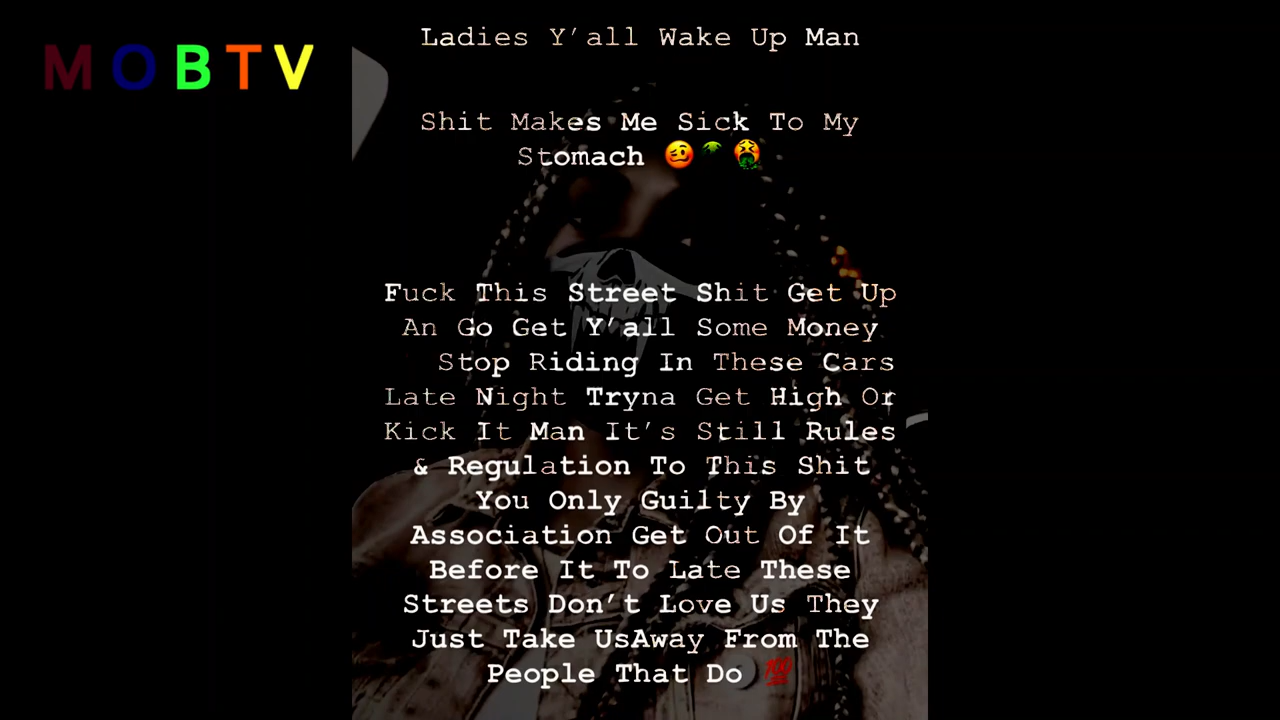 MOBTV
Ladies Y'all Wake Up Man
Shit Makes Me Sick To My
Stomach 🥴🤢🤮
Fuck This Street Shit Get Up
An Go Get Y'all Some Money
Stop Riding In These Cars
Late Night Tryna Get High Or
Kick It Man It's Still Rules
& Regulation To This Shit
You Only Guilty By
Association Get Out Of It
Before It To Late These
Streets Don't Love Us They
Just Take UsAway From The
People That Do 💯